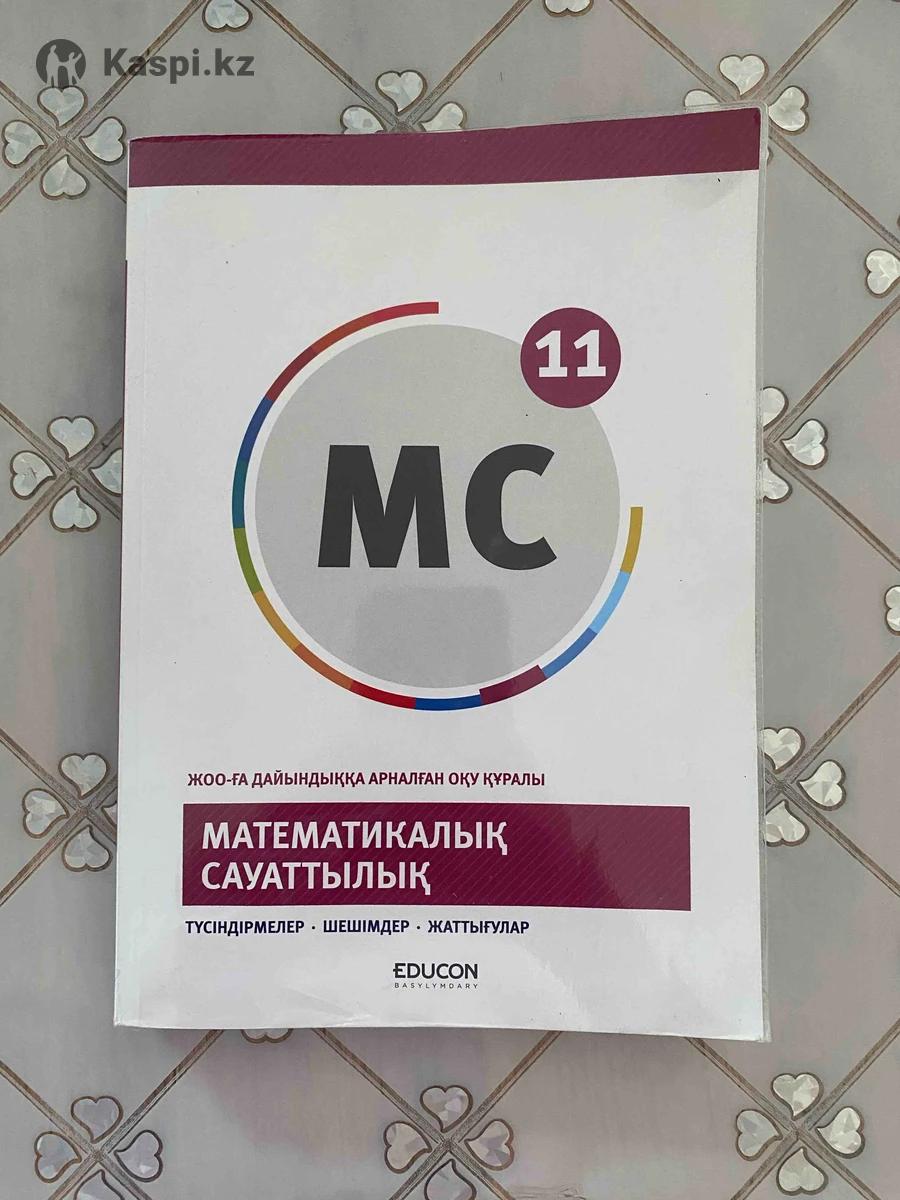 Kaspi.kz
11
МС
ЖОО-ҒА ДАЙЫНДЫҚҚА АРНАЛҒАН ОҚУ ҚҰРАЛЫ
МАТЕМАТИКАЛЫҚ
САУАТТЫЛЫҚ
ТҮСІНДІРМЕЛЕР · ШЕШІМДЕР · ЖАТТЫҒУЛАР
EDUCON
BASYLYMDARY